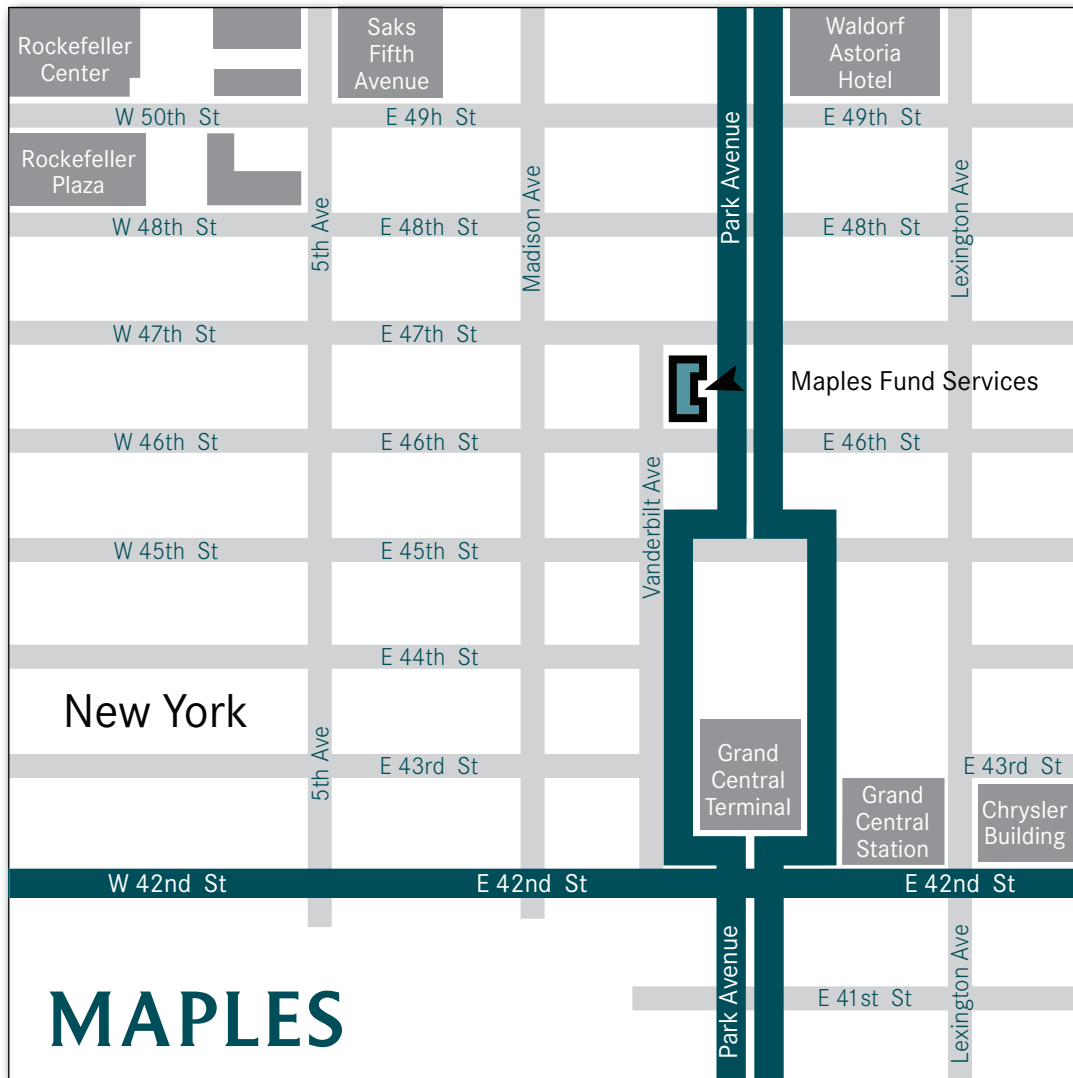 Rockefeller
Center
Saks
Fifth
Avenue
Waldorf
Astoria
Hotel
W 50th St
E 49h St
E 49th St
Rockefeller
Plaza
Park Avenue
5th Ave
Madison Ave
Lexington Ave
W 48th St
E 48th St
E 48th St
W 47th St
E 47th St
Maples Fund Services
W 46th St
E 46th St
E 46th St
Vanderbilt Ave
W 45th St
E 45th St
E 44th St
New York
5th Ave
E 43rd St
E 43rd St
Grand
Central
Terminal
Grand
Central
Station
Chrysler
Building
W 42nd St
E 42nd St
E 42nd St
Park Avenue
Lexington Ave
E 41st St
MAPLES